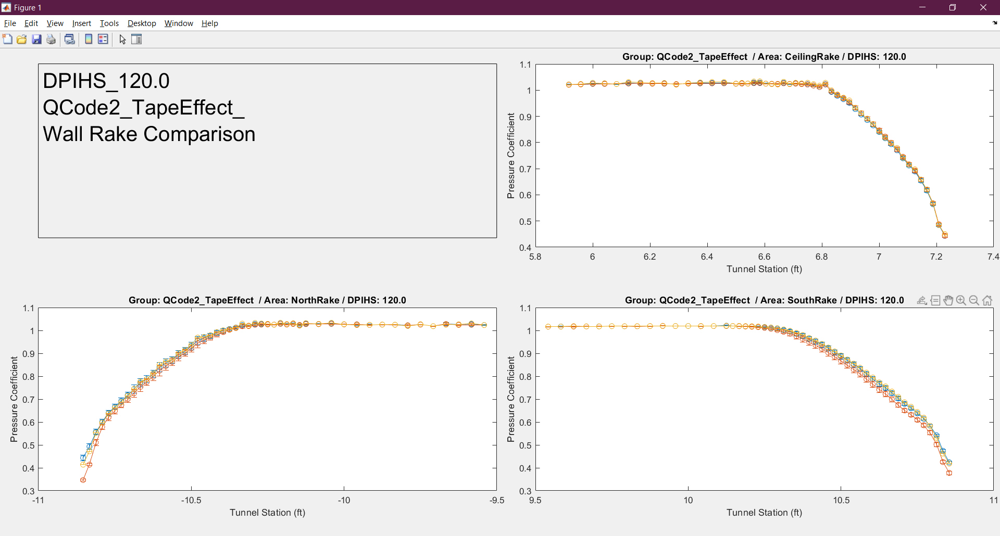 Figure 1
File Edit View Insert Tools Desktop Window Help
DPIHS_120.0
QCode2_TapeEffect_
Wall Rake Comparison
Group: QCode2_TapeEffect / Area: CeilingRake / DPIHS: 120.0
Pressure Coefficient
1.1
1
0.9
0.8
0.7
0.6
0.5
0.4
5.8 6 6.2 6.4 6.6 6.8 7 7.2 7.4
Tunnel Station (ft)
Group: QCode2_TapeEffect / Area: NorthRake / DPIHS: 120.0
Pressure Coefficient
1.1
1
0.9
0.8
0.7
0.6
0.5
0.4
0.3
-11 -10.5 -10 -9.5
Tunnel Station (ft)
Group: QCode2_TapeEffect / Area: SouthRake / DPIHS: 120.0
Pressure Coefficient
1.1
1
0.9
0.8
0.7
0.6
0.5
0.4
0.3
9.5 10 10.5 11
Tunnel Station (ft)